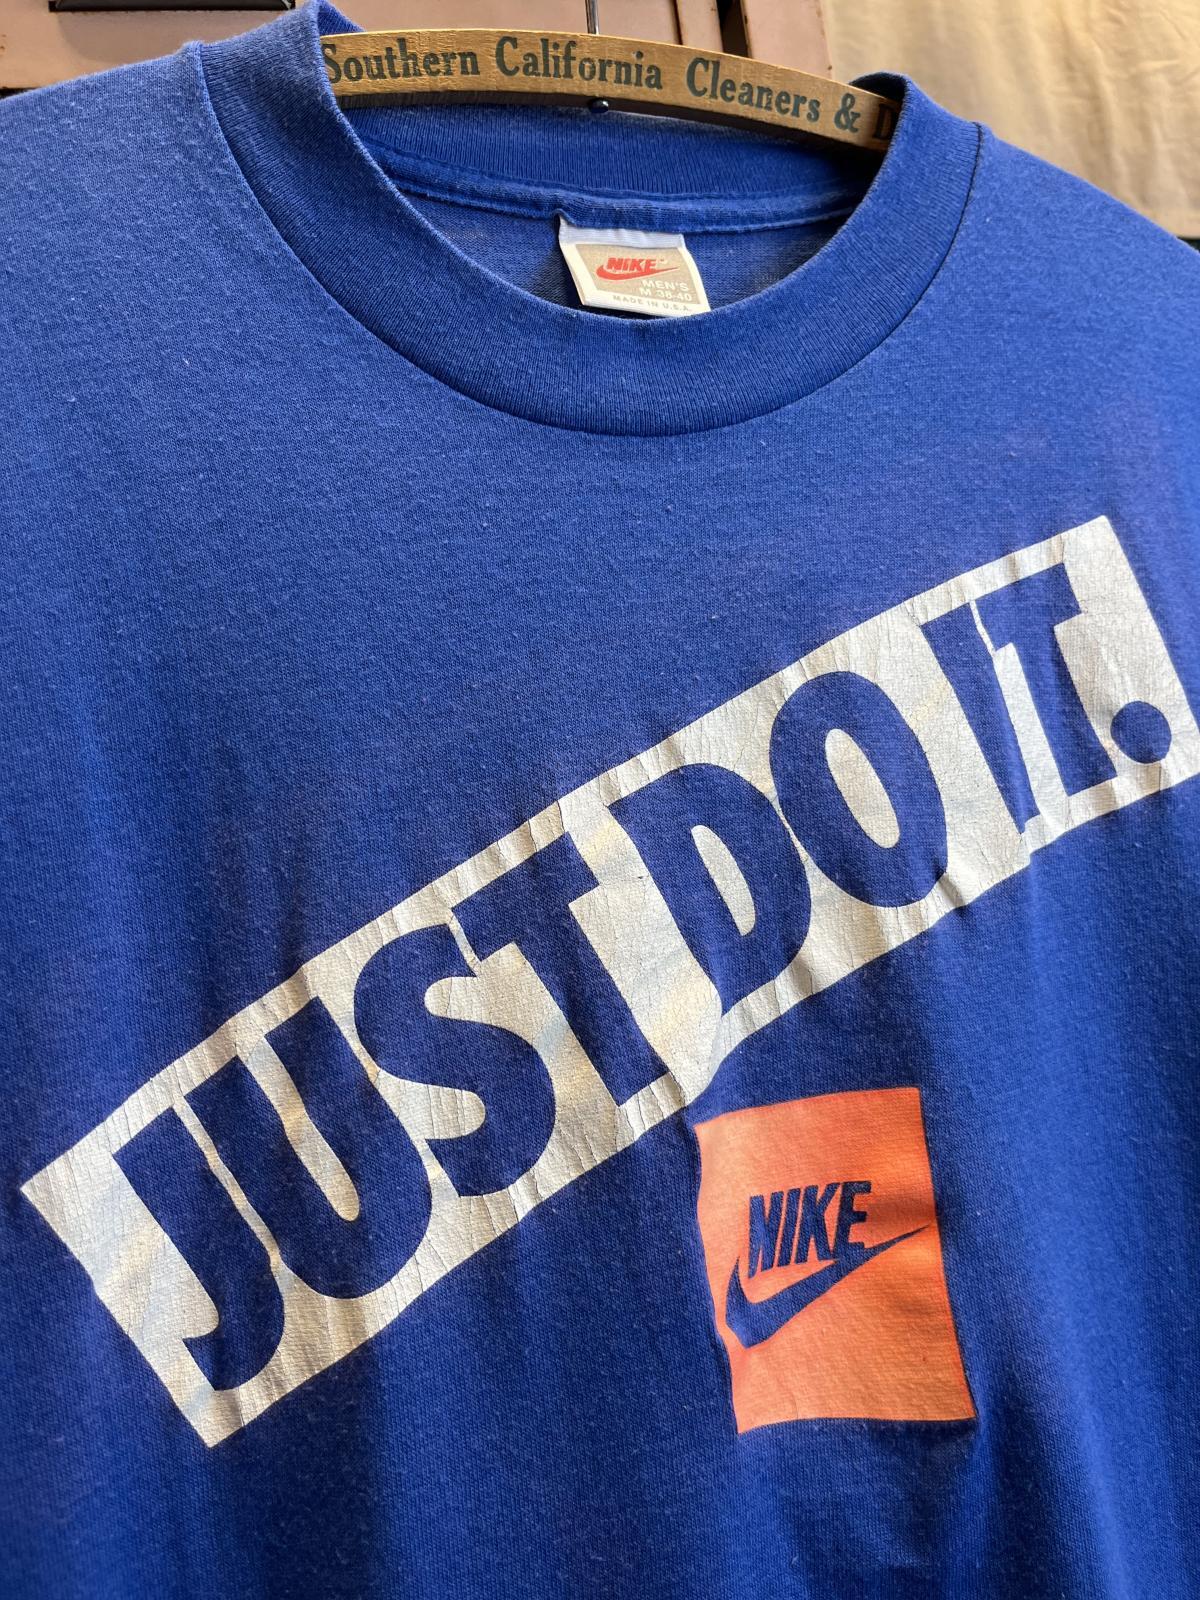 Southern California Cleaners & D
NIKE
MEN'S
M 38-40
MADE IN U.S.A.
JUST DO IT.
NIKE